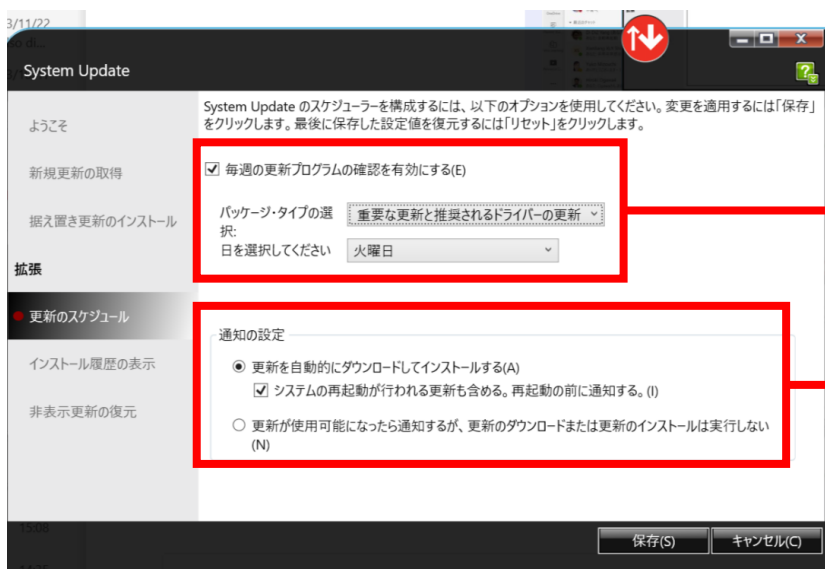 3/11/22
System Update
System Update のスケジューラーを構成するには、以下のオプションを使用してください。変更を適用するには「保存」
をクリックします。最後に保存した設定値を復元するには「リセット」をクリックします。
ようこそ
新規更新の取得
据え置き更新のインストール
拡張
更新のスケジュール
インストール履歴の表示
非表示更新の復元
毎週の更新プログラムの確認を有効にする(E)
パッケージ・タイプの選
択:
重要な更新と推奨されるドライバーの更新
日を選択してください
火曜日
通知の設定
更新を自動的にダウンロードしてインストールする(A)
システムの再起動が行われる更新も含める。再起動の前に通知する。(I)
更新が使用可能になったら通知するが、更新のダウンロードまたは更新のインストールは実行しない
(N)
15:08
保存(S)
キャンセル(C)